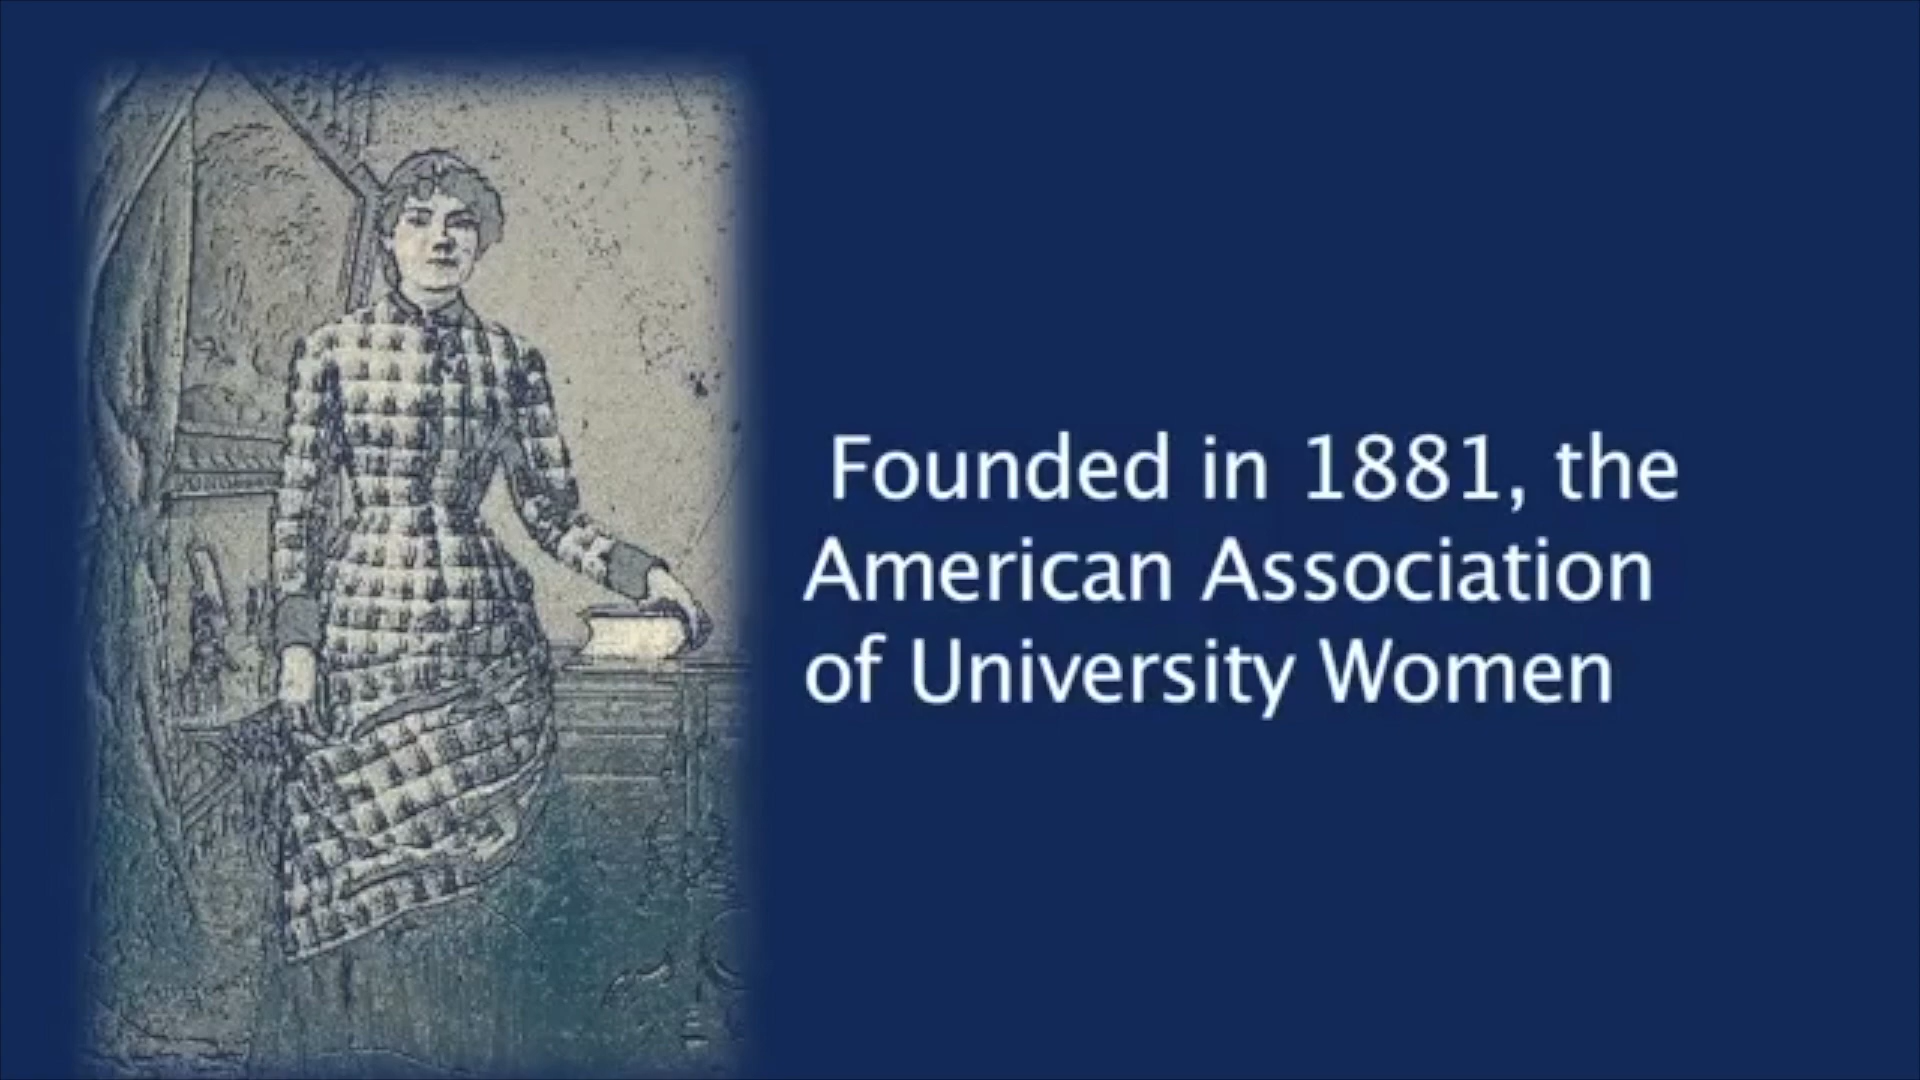 Founded in 1881, the
American Association
of University Women